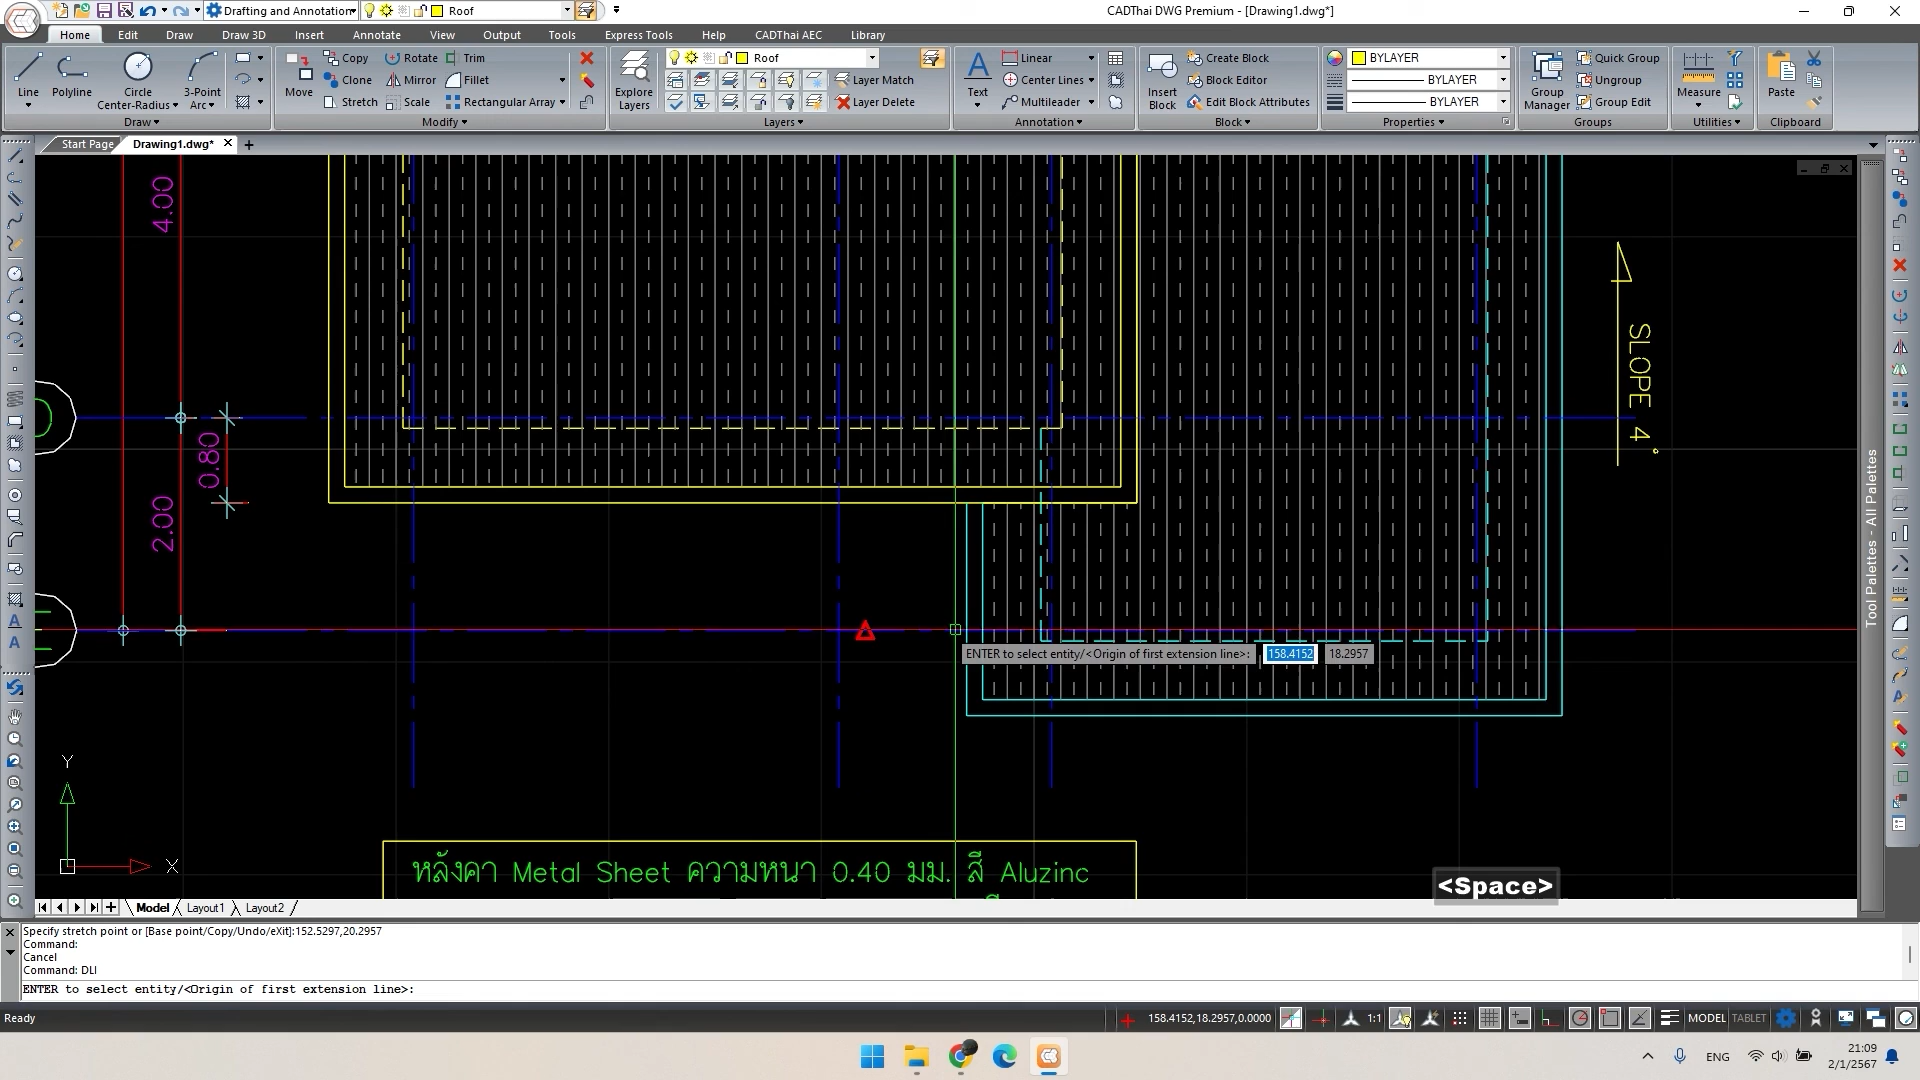 Drafting and Annotation
Roof
CADThai DWG Premium - [Drawing1.dwg*]
Home Edit Draw Draw 3D Insert Annotate View Output Tools Express Tools Help CADThai AEC Library
Line
Polyline
Circle
Center-Radius
3-Point
Arc
Draw
Move
Copy
Rotate
Trim
Clone
Mirror
Fillet
Stretch
Scale
Rectangular Array
Modify
Explore
Layers
Roof
Layer Match
Layer Delete
Layers
Text
Linear
Center Lines
Multileader
Annotation
Insert
Block
Create Block
Block Editor
Edit Block Attributes
Block
BYLAYER
BYLAYER
BYLAYER
Properties
Group
Manager
Quick Group
Ungroup
Group Edit
Groups
Measure
Utilities
Paste
Clipboard
Start Page
Drawing1.dwg*
4.00
0.80
2.00
SLOPE 4°
Tool Palettes - All Palettes
ENTER to select entity/<Origin of first extension line>: 158.4152 18.2957
Y
X
หลังคา Metal Sheet ความหนา 0.40 มม. สี Aluzinc
<Space>
Model Layout1 Layout2
Specify stretch point or [Base point/Copy/Undo/eXit]:152.5297,20.2957
Command:
Cancel
Command: DLI
ENTER to select entity/<Origin of first extension line>:
Ready
158.4152,18.2957,0.0000
1:1
MODEL TABLET
ENG
21:09
2/1/2567